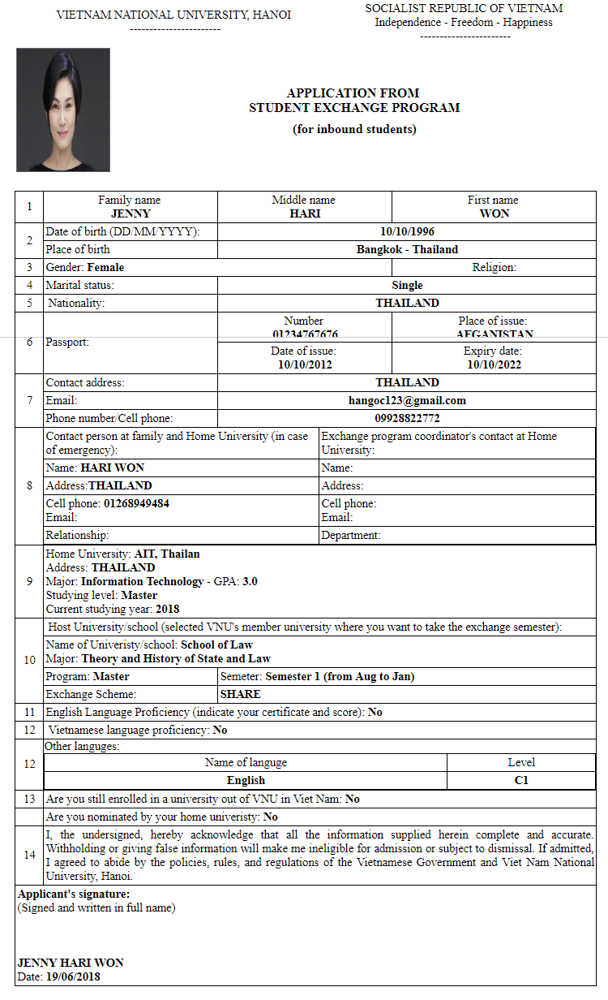 VIETNAM NATIONAL UNIVERSITY, HANOI
-----------------------
SOCIALIST REPUBLIC OF VIETNAM
Independence - Freedom - Happiness
-----------------------
APPLICATION FROM
STUDENT EXCHANGE PROGRAM
(for inbound students)
1
Family name
JENNY
Middle name
HARI
First name
WON
2
Date of birth (DD/MM/YYYY):
10/10/1996
Place of birth
Bangkok - Thailand
3
Gender: Female
Religion:
4
Marital status:
Single
5
Nationality:
THAILAND
6
Passport:
Number
01234767676
Place of issue:
AFGANISTAN
Date of issue:
10/10/2012
Expiry date:
10/10/2022
7
Contact address:
THAILAND
Email:
hangoc123@gmail.com
Phone number/Cell phone:
09928822772
8
Contact person at family and Home University (in case
of emergency):
Exchange program coordinator's contact at Home
University:
Name: HARI WON
Name:
Address:THAILAND
Address:
Cell phone: 01268949484
Email:
Cell phone:
Email:
Relationship:
Department:
9
Home University: AIT, Thailan
Address: THAILAND
Major: Information Technology - GPA: 3.0
Studying level: Master
Current studying year: 2018
10
Host University/school (selected VNU's member university where you want to take the exchange semester):
Name of Univeristy/school: School of Law
Major: Theory and History of State and Law
Program: Master
Semeter: Semester 1 (from Aug to Jan)
Exchange Scheme:
SHARE
11
English Language Proficiency (indicate your certificate and score): No
12
Vietnamese language proficiency: No
12
Other languges:
Name of languge
Level
English
C1
13
Are you still enrolled in a university out of VNU in Viet Nam: No
Are you nominated by your home univeristy: No
14
I, the undersigned, hereby acknowledge that all the information supplied herein complete and accurate.
Withholding or giving false information will make me ineligible for admission or subject to dismissal. If admitted,
I agreed to abide by the policies, rules, and regulations of the Vietnamese Government and Viet Nam National
University, Hanoi.
Applicant's signature:
(Signed and written in full name)
JENNY HARI WON
Date: 19/06/2018